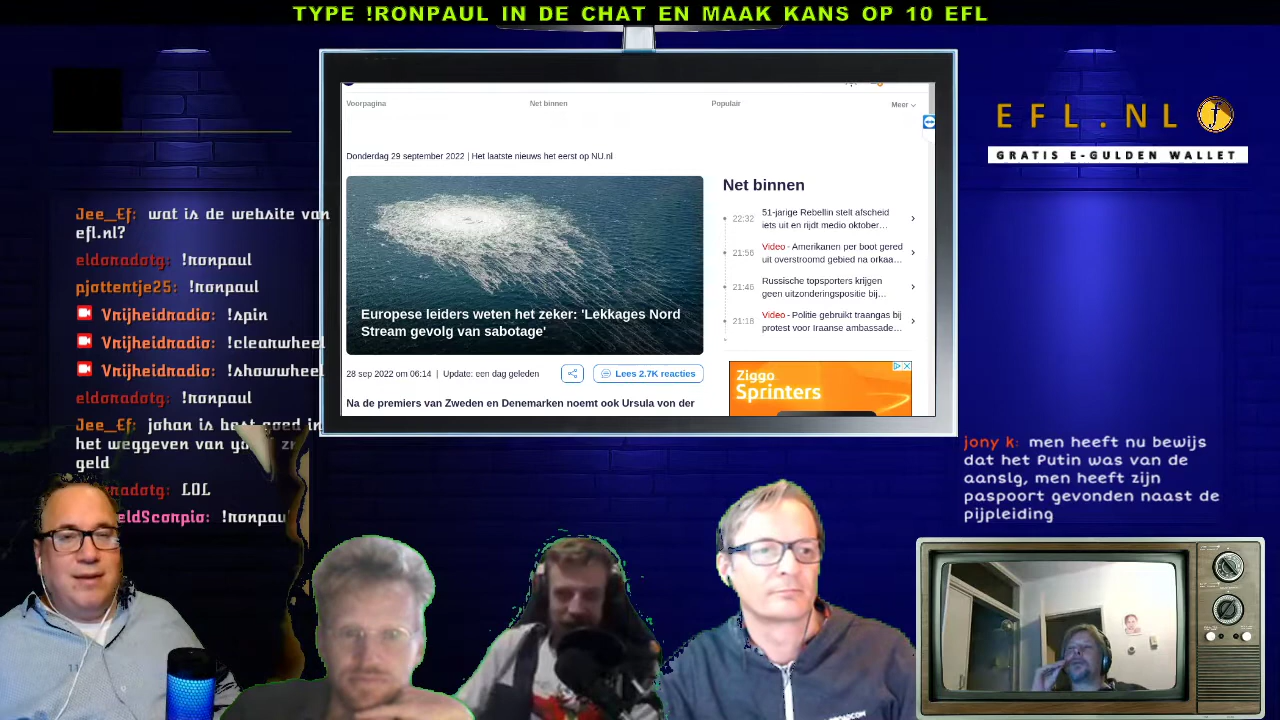 TYPE !RONPAUL IN DE CHAT EN MAAK KANS OP 10 EFL
Voorpagina
Net binnen
Populair
Meer
Donderdag 29 september 2022 | Het laatste nieuws het eerst op NU.nl
Europese leiders weten het zeker: 'Lekkages Nord
Stream gevolg van sabotage'
28 sep 2022 om 06:14 | Update: een dag geleden
Lees 2.7K reacties
Na de premiers van Zweden en Denemarken noemt ook Ursula von der
Net binnen
22:32 51-jarige Rebellin stelt afscheid
iets uit en rijdt medio oktober…
21:56 Video - Amerikanen per boot gered
uit overstroomd gebied na orkaa…
21:46 Russische topsporters krijgen
geen uitzonderingspositie bij…
21:18 Video - Politie gebruikt traangas bij
protest voor Iraanse ambassade…
Ziggo
Sprinters
EFL.NL
GRATIS E-GULDEN WALLET
Jee_Ef: wat is de website van
efl.nl?
eldoradotg: !ronpaul
pjottertje25: !ronpaul
Vrijheidradio: !spin
Vrijheidradio: !clearwheel
Vrijheidradio: !showwheel
eldoradotg: !ronpaul
Jee_Ef: johan is best goed in
het weggeven van
geld
adotg: LOL
eldScorpio: !ronpau
jony k: men heeft nu bewijs
dat het Putin was van de
aanslg, men heeft zijn
paspoort gevonden naast de
pijpleiding
BROADCOM